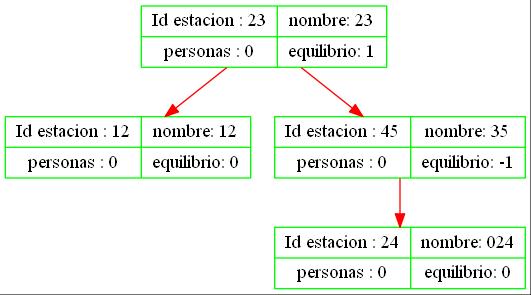 Id estacion : 23 nombre: 23
personas : 0 equilibrio: 1
Id estacion : 12 nombre: 12
personas : 0 equilibrio: 0
Id estacion : 45 nombre: 35
personas : 0 equilibrio: -1
Id estacion : 24 nombre: 024
personas : 0 equilibrio: 0